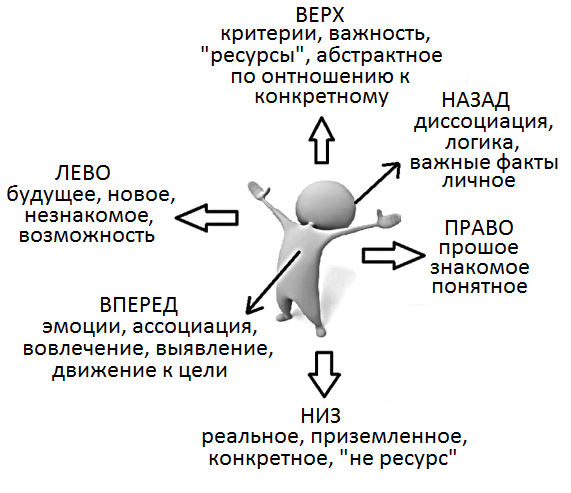 ВЕРХ
критерии, важность,
"ресурсы", абстрактное
по онтношению к
конкретному
НАЗАД
диссоциация,
логика,
важные факты
личное
ЛЕВО
будущее, новое,
незнакомое,
возможность
ПРАВО
прошое
знакомое
понятное
ВПЕРЕД
эмоции, ассоциация,
вовлечение, выявление,
движение к цели
НИЗ
реальное, приземленное,
конкретное, "не ресурс"